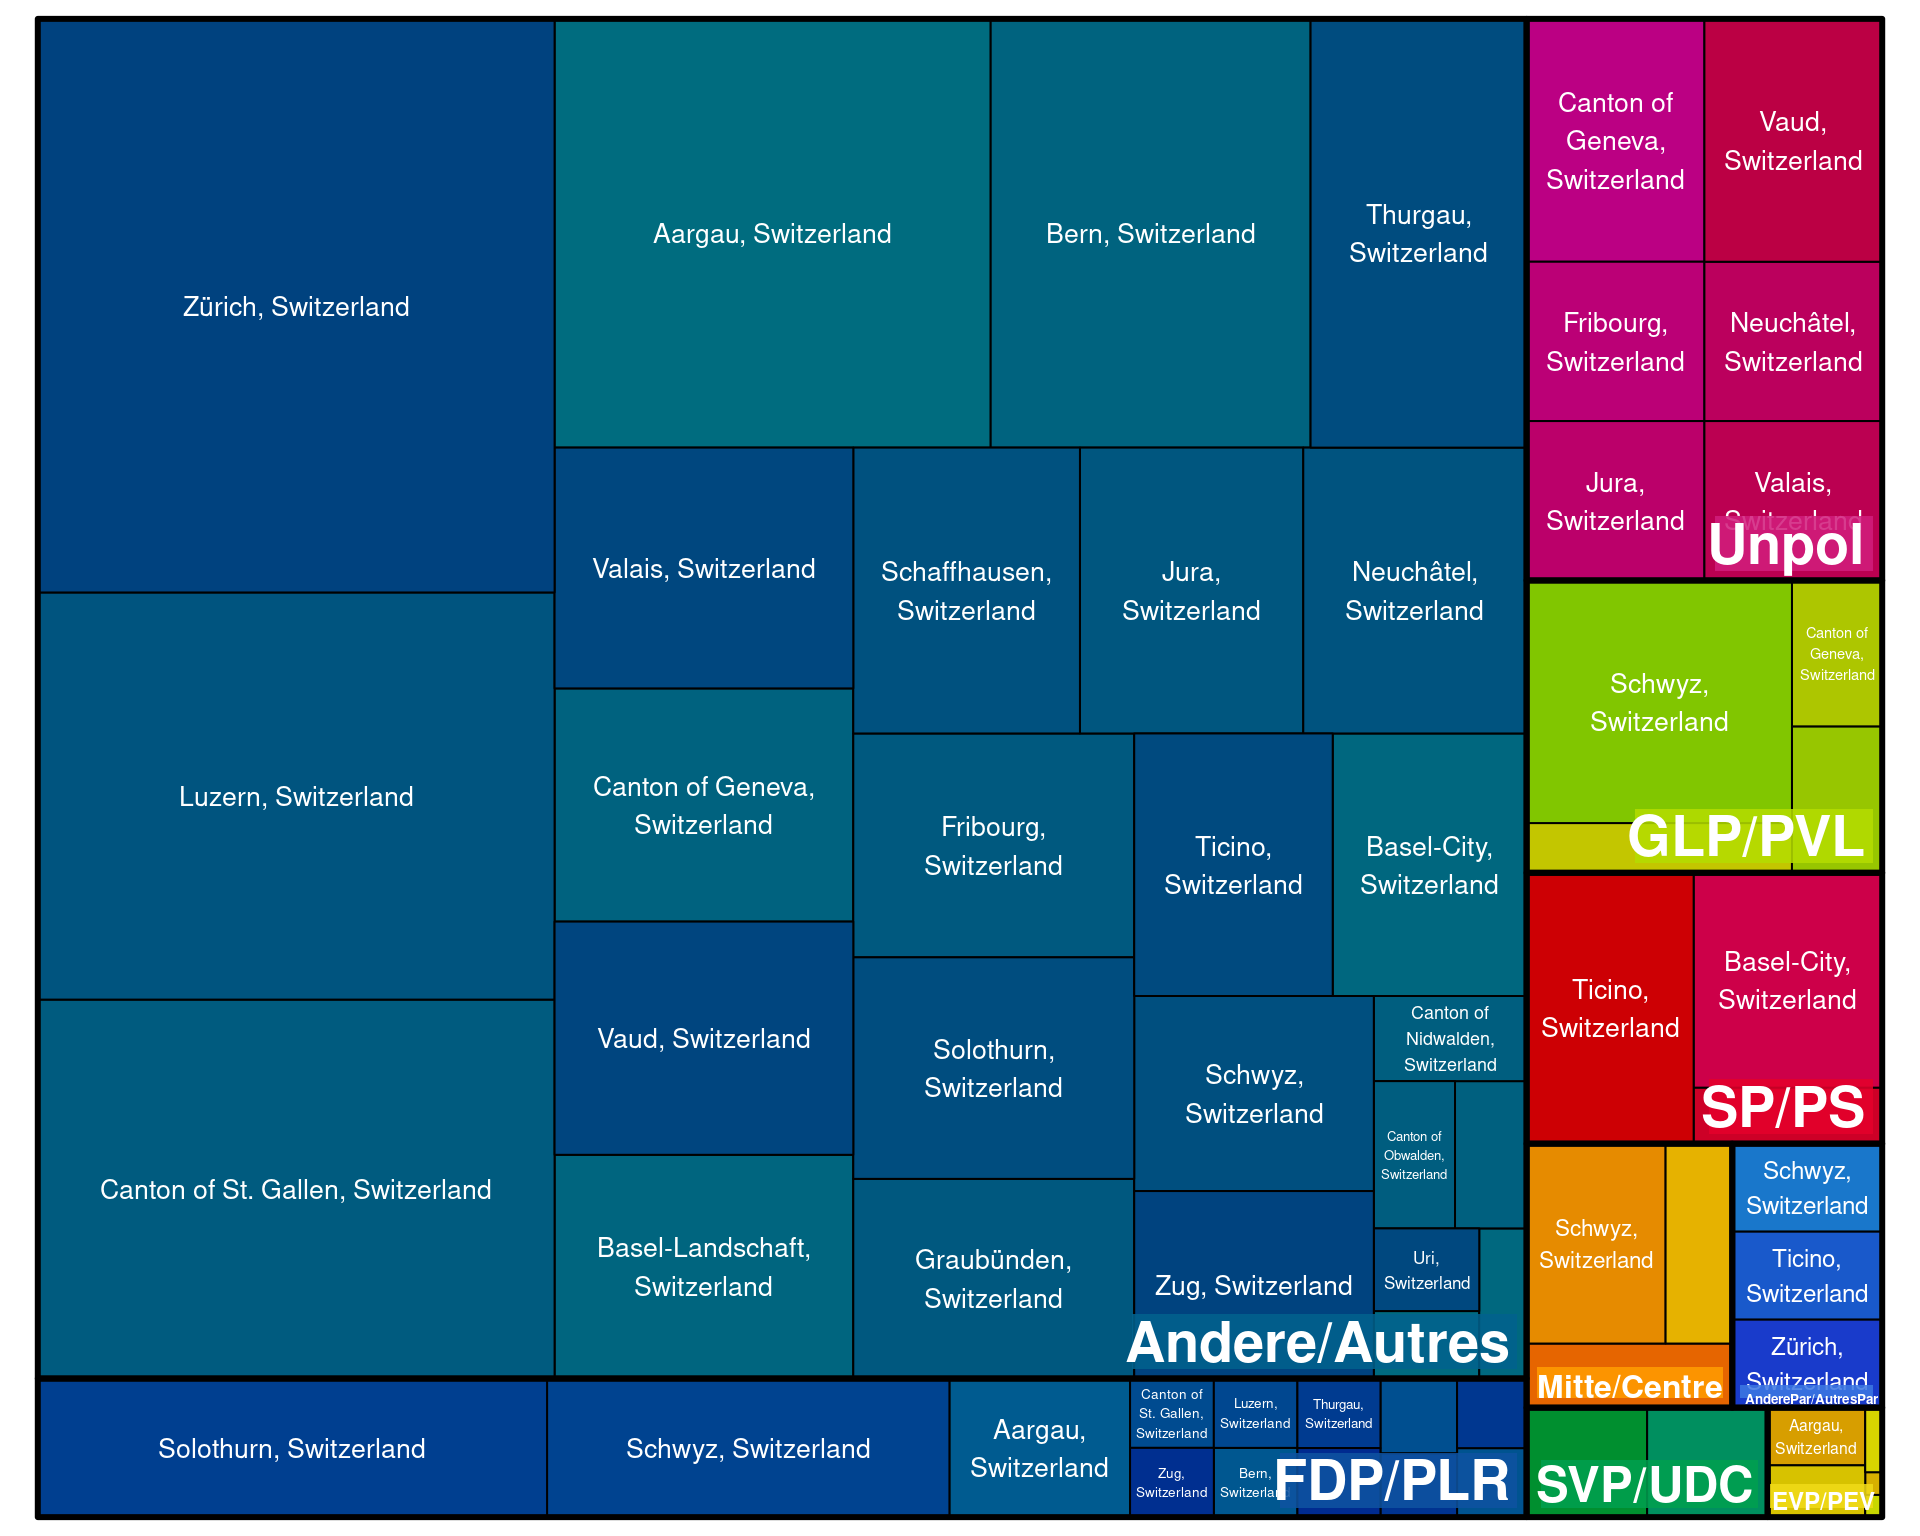 Zürich, Switzerland
Luzern, Switzerland
Canton of St. Gallen, Switzerland
Aargau, Switzerland
Bern, Switzerland
Thurgau,
Switzerland
Valais, Switzerland
Canton of Geneva,
Switzerland
Vaud, Switzerland
Basel-Landschaft,
Switzerland
Schaffhausen,
Switzerland
Jura,
Switzerland
Neuchâtel,
Switzerland
Fribourg,
Switzerland
Solothurn,
Switzerland
Graubünden,
Switzerland
Ticino,
Switzerland
Basel-City,
Switzerland
Schwyz,
Switzerland
Zug, Switzerland
Canton of
Nidwalden,
Switzerland
Canton of
Obwalden,
Switzerland
Uri,
Switzerland
Andere/Autres
Solothurn, Switzerland
Schwyz, Switzerland
Aargau,
Switzerland
Canton of
St. Gallen,
Switzerland
Zug,
Switzerland
Luzern,
Switzerland
Bern,
Switzerland
Thurgau,
Switzerland
FDP/PLR
Canton of
Geneva,
Switzerland
Vaud,
Switzerland
Fribourg,
Switzerland
Neuchâtel,
Switzerland
Jura,
Switzerland
Valais,
Switzerland
Unpol
Schwyz,
Switzerland
Canton of
Geneva,
Switzerland
GLP/PVL
Ticino,
Switzerland
Basel-City,
Switzerland
SP/PS
Schwyz,
Switzerland
Mitte/Centre
Schwyz,
Switzerland
Ticino,
Switzerland
Zürich,
Switzerland
AnderePar/AutresPar
SVP/UDC
Aargau,
Switzerland
EVP/PEV